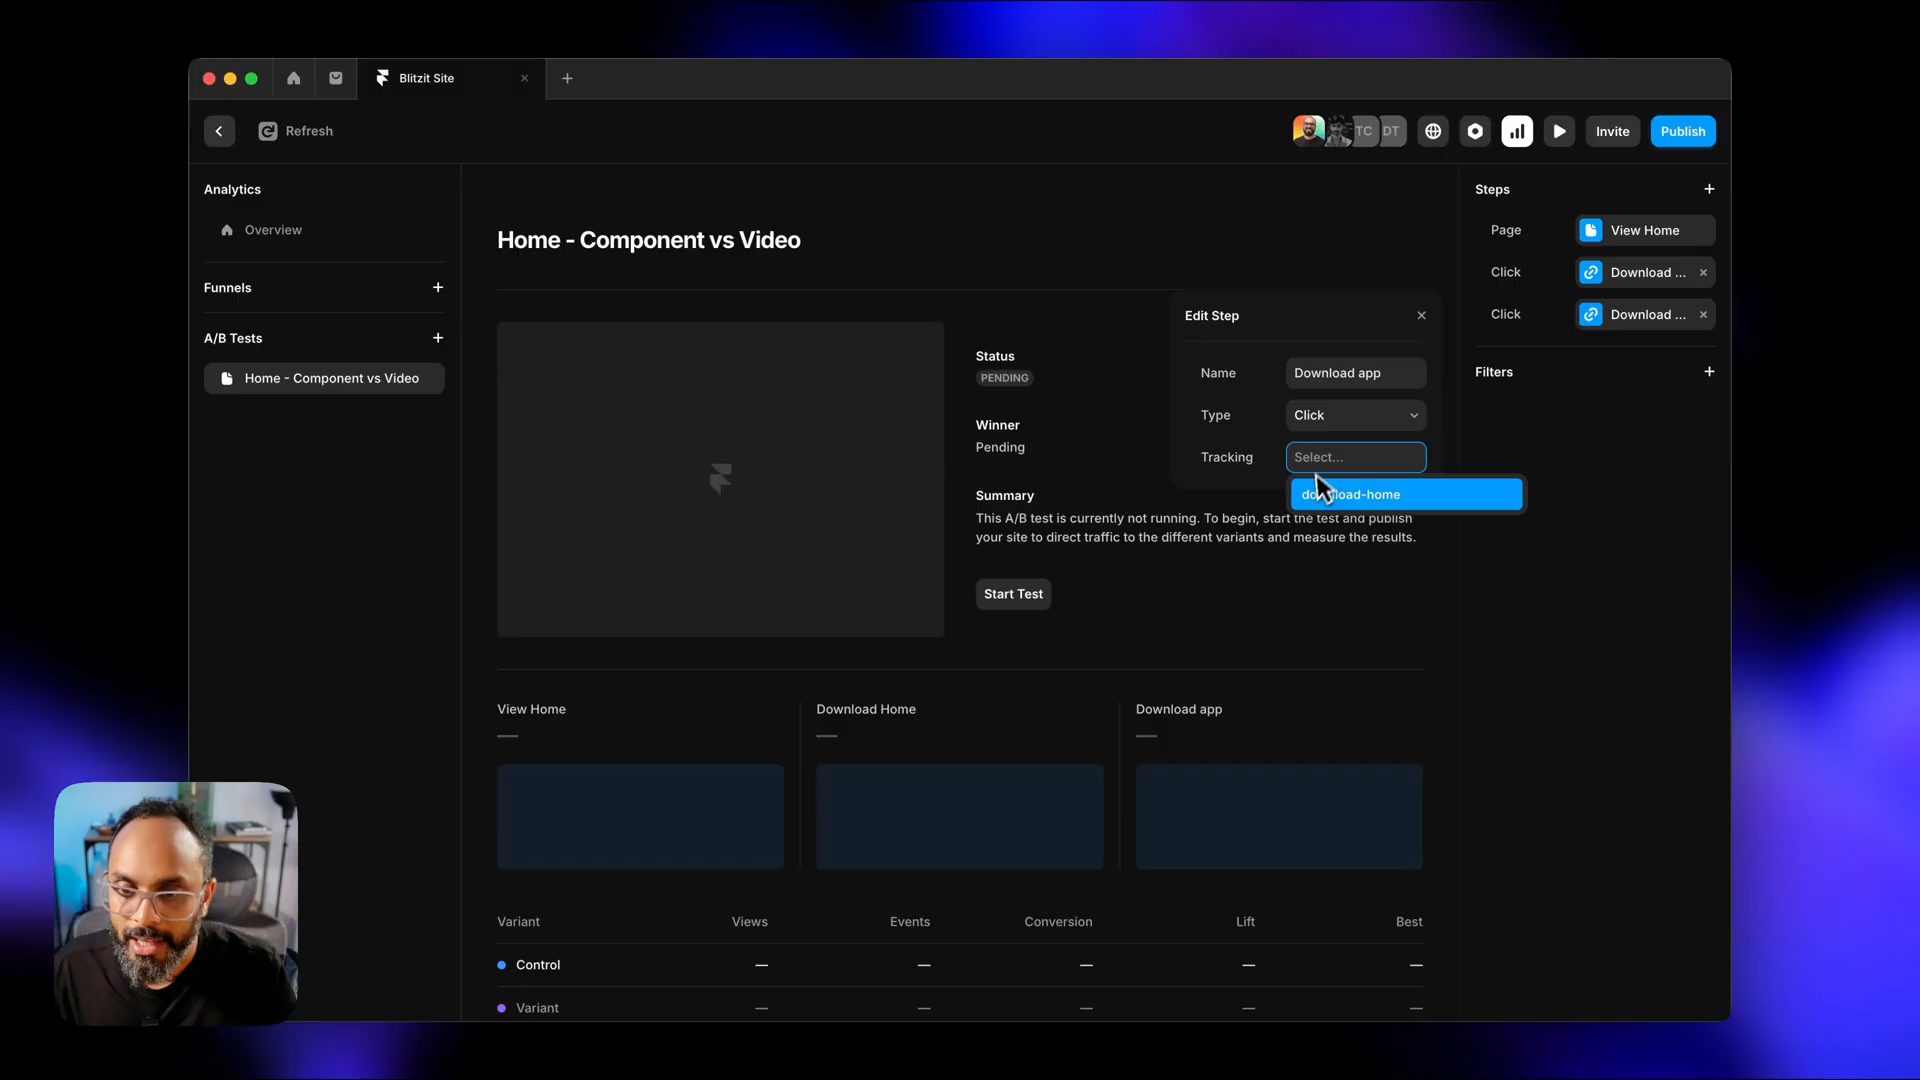 Blitzit Site
Refresh
TC
DT
Invite
Publish
Analytics
Overview
Funnels
A/B Tests
Home - Component vs Video
Home - Component vs Video
Status
PENDING
Winner
Pending
Summary
This A/B test is currently not running. To begin, start the test and publish
your site to direct traffic to the different variants and measure the results.
Start Test
Edit Step
Name
Download app
Type
Click
Tracking
Select...
download-home
Steps
Page
View Home
Click
Download ...
Click
Download ...
Filters
View Home
—
Download Home
—
Download app
—
Variant Views Events Conversion Lift Best
Control — — — — —
Variant — — — — —